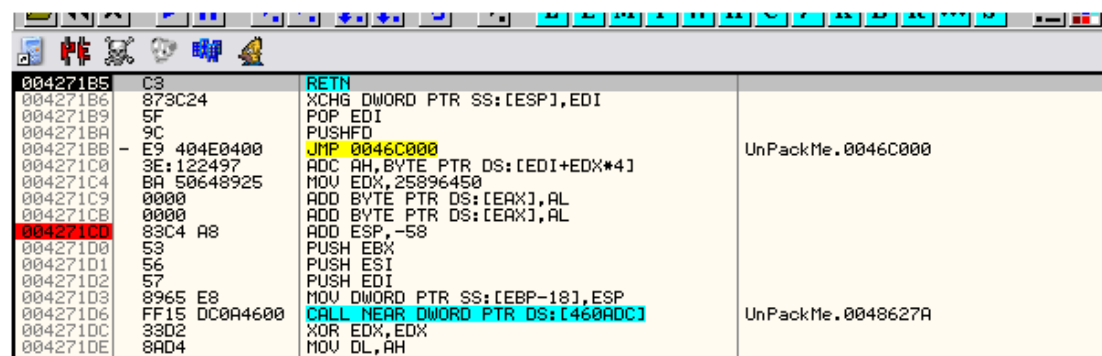 L E M T W H C / K B R ... S
004271B5 C3 RETN
004271B6 873C24 XCHG DWORD PTR SS:[ESP],EDI
004271B9 5F POP EDI
004271BA 9C PUSHFD
004271BB - E9 404E0400 JMP 0046C000 UnPackMe.0046C000
004271C0 3E:122497 ADC AH,BYTE PTR DS:[EDI+EDX*4]
004271C4 BA 50648925 MOV EDX,25896450
004271C9 0000 ADD BYTE PTR DS:[EAX],AL
004271CB 0000 ADD BYTE PTR DS:[EAX],AL
004271CD 83C4 A8 ADD ESP,-58
004271D0 53 PUSH EBX
004271D1 56 PUSH ESI
004271D2 57 PUSH EDI
004271D3 8965 E8 MOV DWORD PTR SS:[EBP-18],ESP
004271D6 FF15 DC0A4600 CALL NEAR DWORD PTR DS:[460ADC] UnPackMe.0048627A
004271DC 33D2 XOR EDX,EDX
004271DE 8AD4 MOV DL,AH